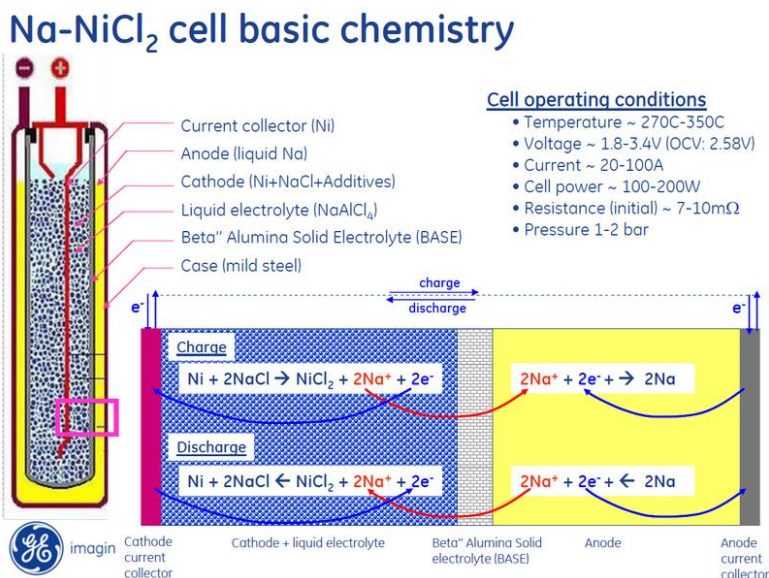 Na-NiCl₂ cell basic chemistry
Current collector (Ni)
Anode (liquid Na)
Cathode (Ni+NaCl+Additives)
Liquid electrolyte (NaAlCl₄)
Beta” Alumina Solid Electrolyte (BASE)
Case (mild steel)
Cell operating conditions
• Temperature ~ 270C-350C
• Voltage ~ 1.8-3.4V (OCV: 2.58V)
• Current ~ 20-100A
• Cell power ~ 100-200W
• Resistance (initial) ~ 7-10mΩ
• Pressure 1-2 bar
charge
discharge
e⁻
e⁻
Charge
Ni + 2NaCl → NiCl₂ + 2Na⁺ + 2e⁻
2Na⁺ + 2e⁻ + → 2Na
Discharge
Ni + 2NaCl ← NiCl₂ + 2Na⁺ + 2e⁻
2Na⁺ + 2e⁻ + ← 2Na
GE
imagin
Cathode
current
collector
Cathode + liquid electrolyte
Beta” Alumina Solid
electrolyte (BASE)
Anode
Anode
current
collector